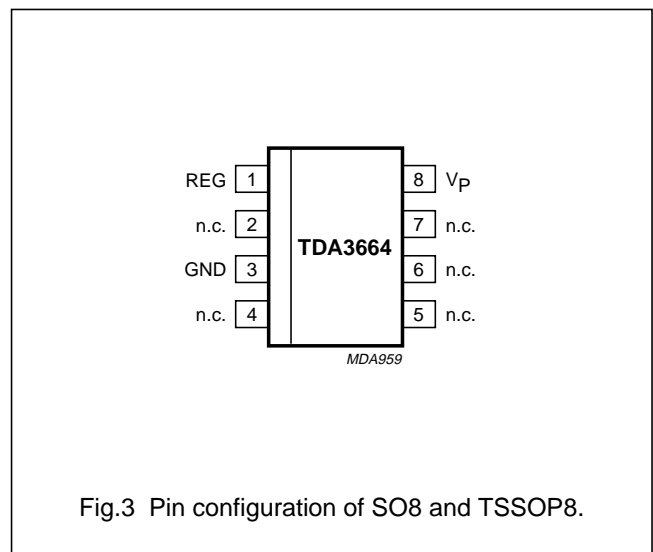 REG 1 8 VP
n.c. 2 7 n.c.
TDA3664
GND 3 6 n.c.
n.c. 4 5 n.c.
MDA959
Fig.3 Pin configuration of SO8 and TSSOP8.